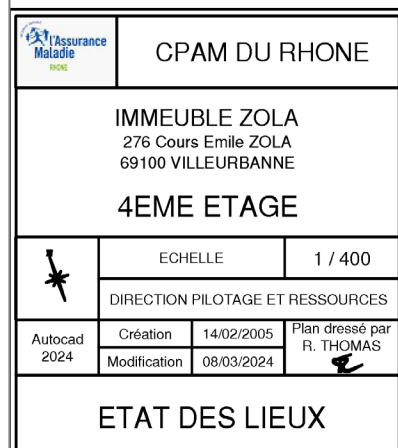 l'Assurance
Maladie
RHONE
CPAM DU RHONE
IMMEUBLE ZOLA
276 Cours Emile ZOLA
69100 VILLEURBANNE
4EME ETAGE
ECHELLE
1 / 400
DIRECTION PILOTAGE ET RESSOURCES
Autocad
2024
Création
14/02/2005
Modification
08/03/2024
Plan dressé par
R. THOMAS
ETAT DES LIEUX